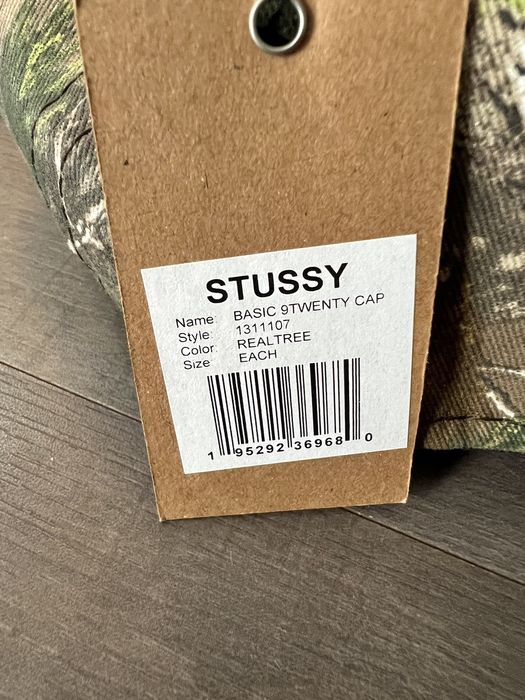 STUSSY
Name: BASIC 9TWENTY CAP
Style: 1311107
Color: REALTREE
Size: EACH
1 95292 36968 0